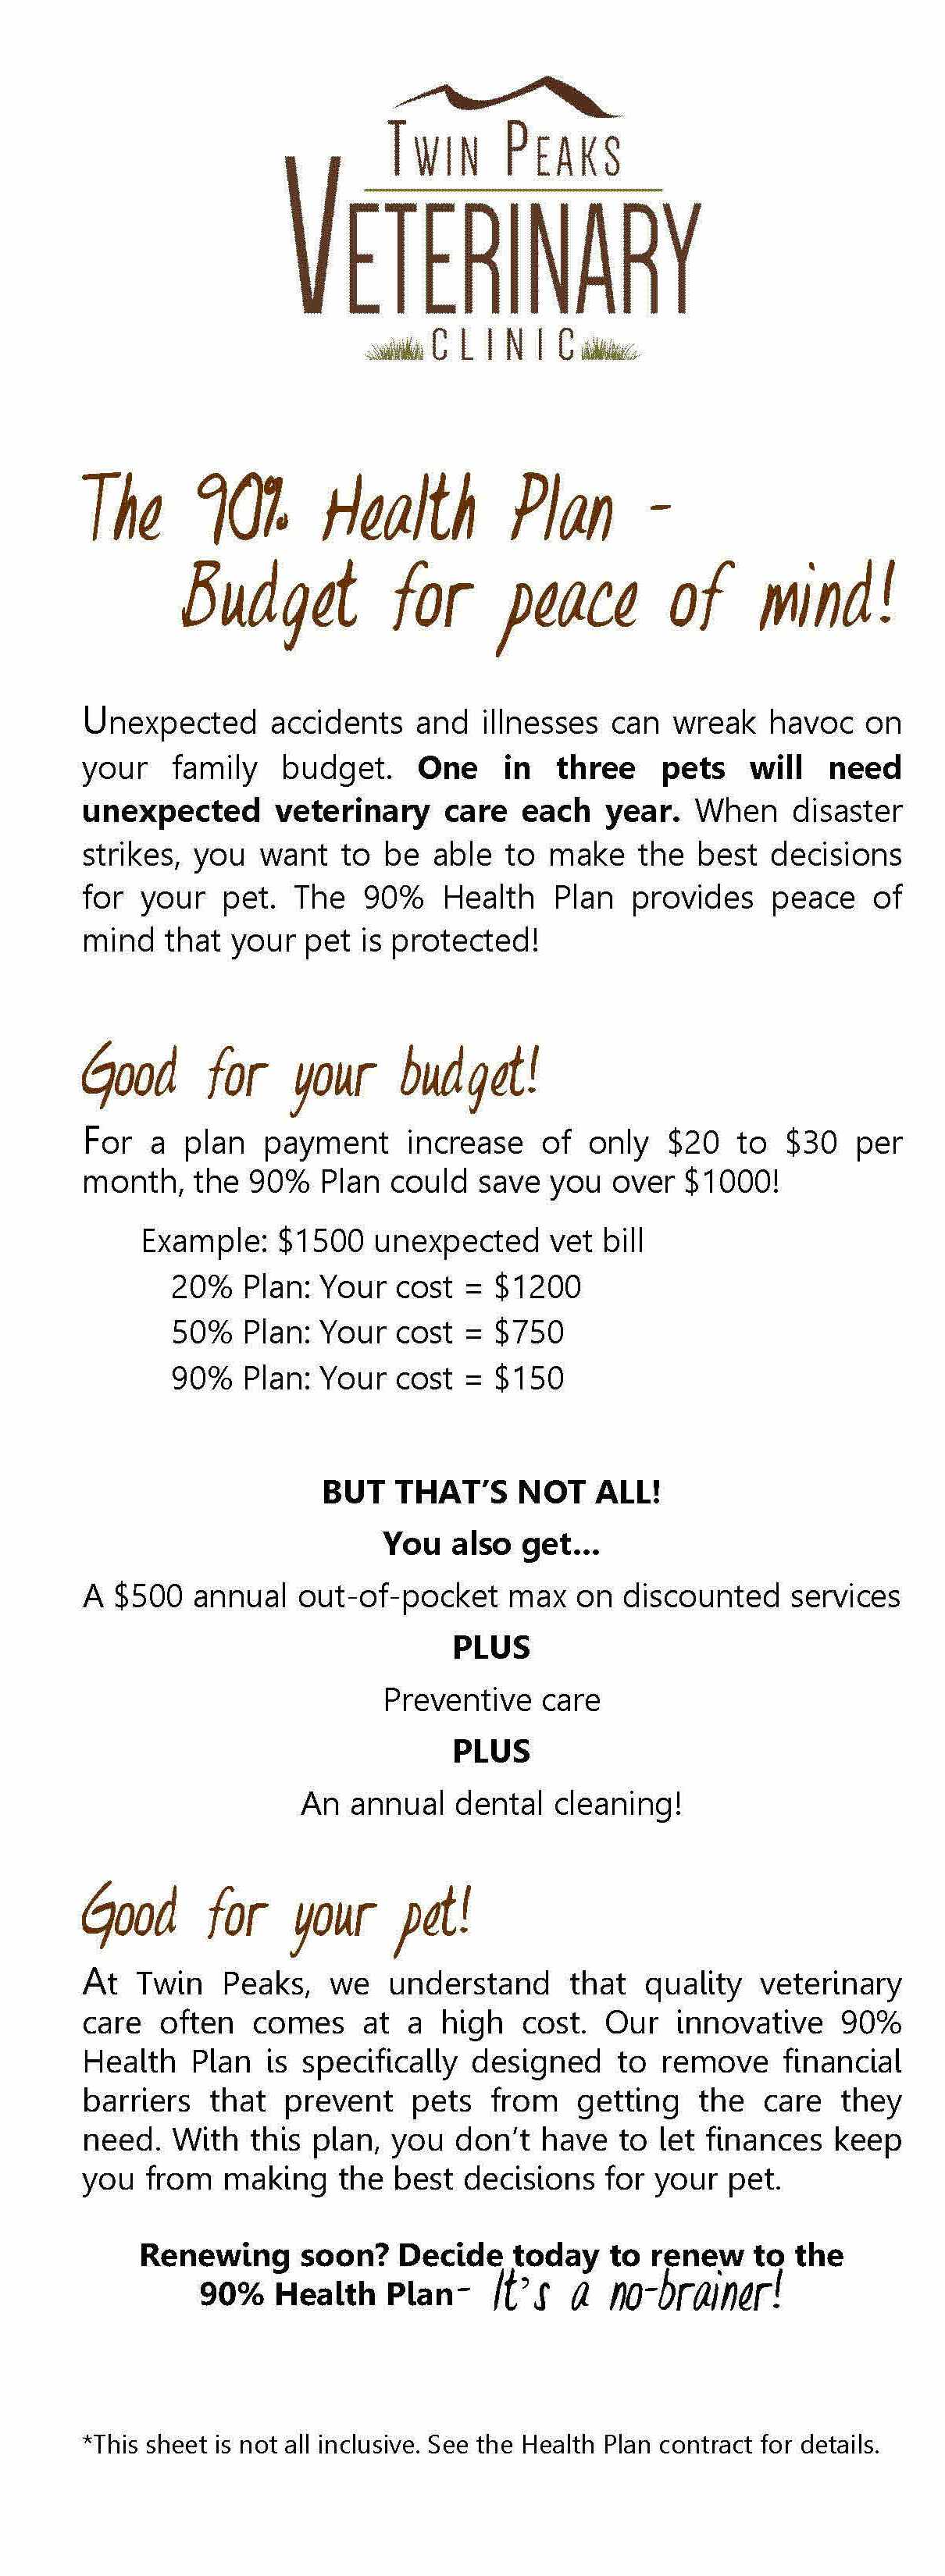 TWIN PEAKS
VETERINARY
CLINIC
The 90% Health Plan -
Budget for peace of mind!
Unexpected accidents and illnesses can wreak havoc on
your family budget. One in three pets will need
unexpected veterinary care each year. When disaster
strikes, you want to be able to make the best decisions
for your pet. The 90% Health Plan provides peace of
mind that your pet is protected!
Good for your budget!
For a plan payment increase of only $20 to $30 per
month, the 90% Plan could save you over $1000!
Example: $1500 unexpected vet bill
20% Plan: Your cost = $1200
50% Plan: Your cost = $750
90% Plan: Your cost = $150
BUT THAT’S NOT ALL!
You also get...
A $500 annual out-of-pocket max on discounted services
PLUS
Preventive care
PLUS
An annual dental cleaning!
Good for your pet!
At Twin Peaks, we understand that quality veterinary
care often comes at a high cost. Our innovative 90%
Health Plan is specifically designed to remove financial
barriers that prevent pets from getting the care they
need. With this plan, you don’t have to let finances keep
you from making the best decisions for your pet.
Renewing soon? Decide today to renew to the
90% Health Plan- It’s a no-brainer!
*This sheet is not all inclusive. See the Health Plan contract for details.